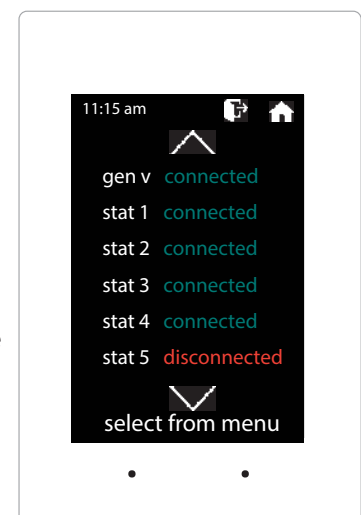 11:15 am
gen v connected
stat 1 connected
stat 2 connected
stat 3 connected
stat 4 connected
stat 5 disconnected
select from menu